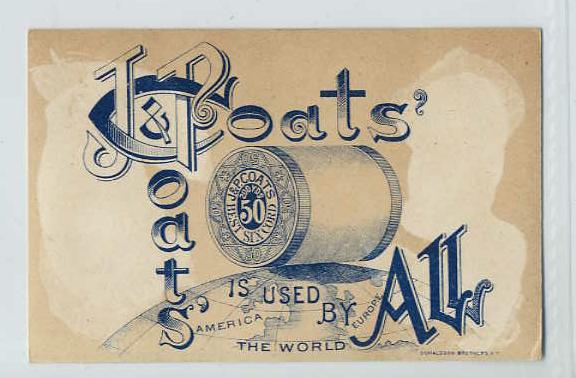 J & P Coats'
Coats'
J. & P. COATS
BEST
50
SIX CORD
IS USED
BY
ALL
AMERICA
EUROPE
THE WORLD
DONALDSON BROTHERS, N.Y.